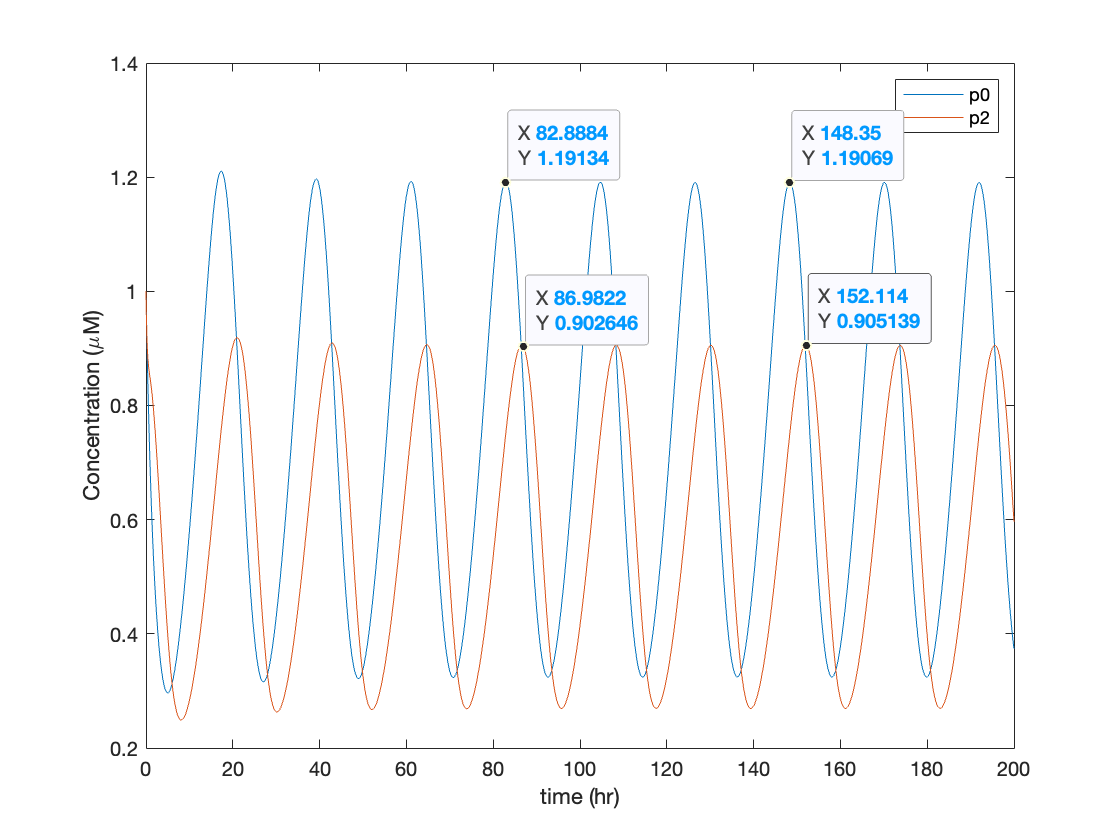 1.4
p0
p2
X 82.8884
Y 1.19134
X 148.35
Y 1.19069
1.2
X 86.9822
Y 0.902646
X 152.114
Y 0.905139
1
0.8
0.6
0.4
0.2
Concentration (μM)
0 20 40 60 80 100 120 140 160 180 200
time (hr)